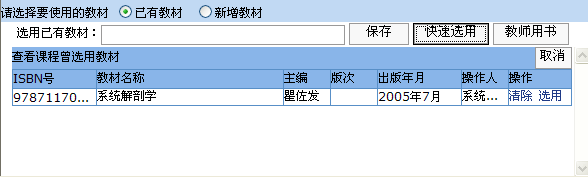 请选择要使用的教材 已有教材 新增教材
选用已有教材: 保存 快速选用 教师用书
查看课程曾选用教材 取消
ISBN号 教材名称 主编 版次 出版年月 操作人 操作
97871170... 系统解剖学 瞿佐发 2005年7月 系统... 清除 选用